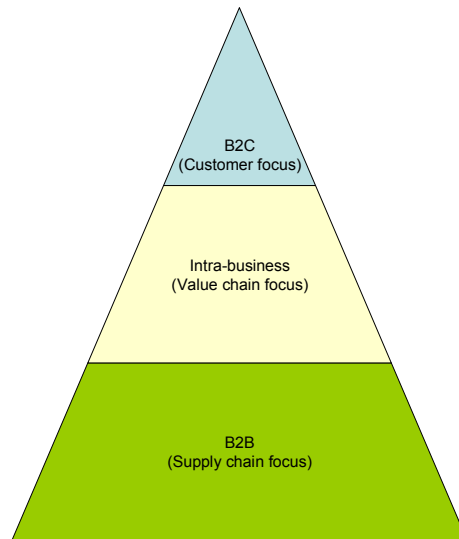 B2C
(Customer focus)
Intra-business
(Value chain focus)
B2B
(Supply chain focus)